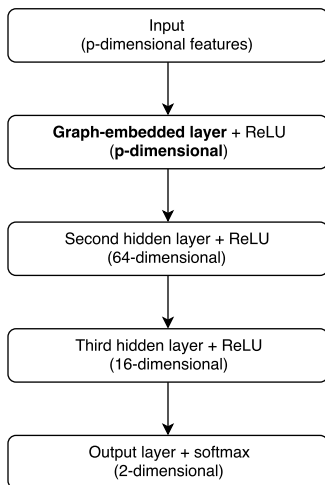 Input
(p-dimensional features)
Graph-embedded layer + ReLU
(p-dimensional)
Second hidden layer + ReLU
(64-dimensional)
Third hidden layer + ReLU
(16-dimensional)
Output layer + softmax
(2-dimensional)